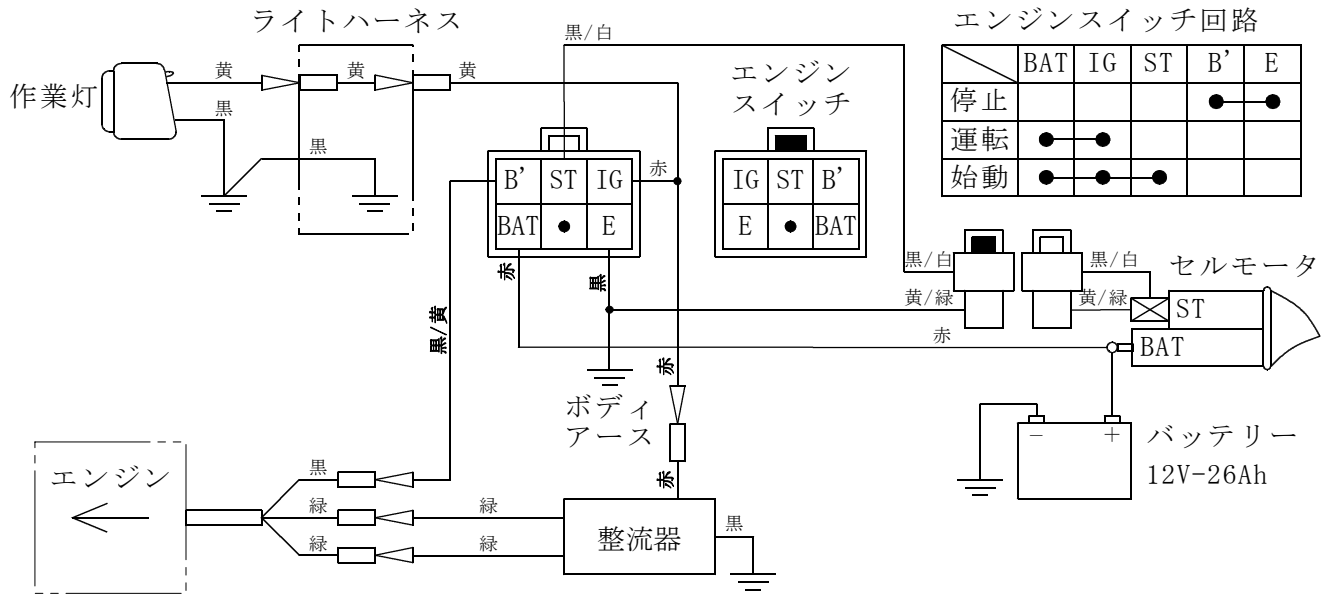 ライトハーネス
黒/白
エンジンスイッチ回路
作業灯
黄
黄
黄
黒
黒
エンジン
スイッチ
BAT IG ST B' E
停止
運転
始動
B' ST IG
BAT E
赤
IG ST B'
E BAT
赤
黒
黒/黄
黒/白
黄/緑
黒/白
黄/緑
セルモータ
ST
BAT
赤
赤
ボディ
アース
赤
− +
バッテリー
12V-26Ah
エンジン
黒
緑
緑
緑
緑
整流器
黒